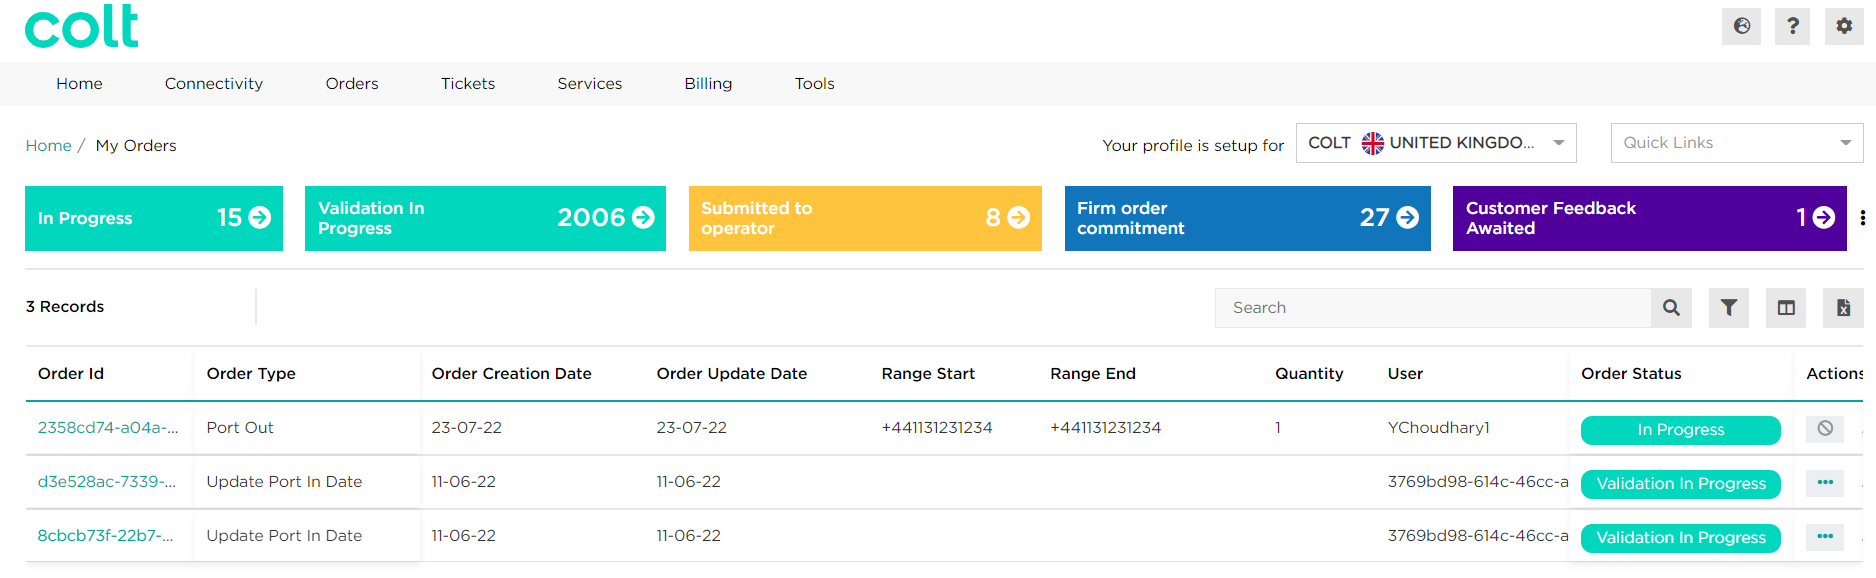 colt
?
Home Connectivity Orders Tickets Services Billing Tools
Home / My Orders Your profile is setup for COLT UNITED KINGDO... Quick Links
In Progress 15
Validation In
Progress 2006
Submitted to
operator 8
Firm order
commitment 27
Customer Feedback
Awaited 1
3 Records Search
Order Id Order Type Order Creation Date Order Update Date Range Start Range End Quantity User Order Status Actions
2358cd74-a04a-... Port Out 23-07-22 23-07-22 +441131231234 +441131231234 1 YChoudhary1 In Progress
d3e528ac-7339-... Update Port In Date 11-06-22 11-06-22 3769bd98-614c-46cc-a Validation In Progress
8cbcb73f-22b7-... Update Port In Date 11-06-22 11-06-22 3769bd98-614c-46cc-a Validation In Progress